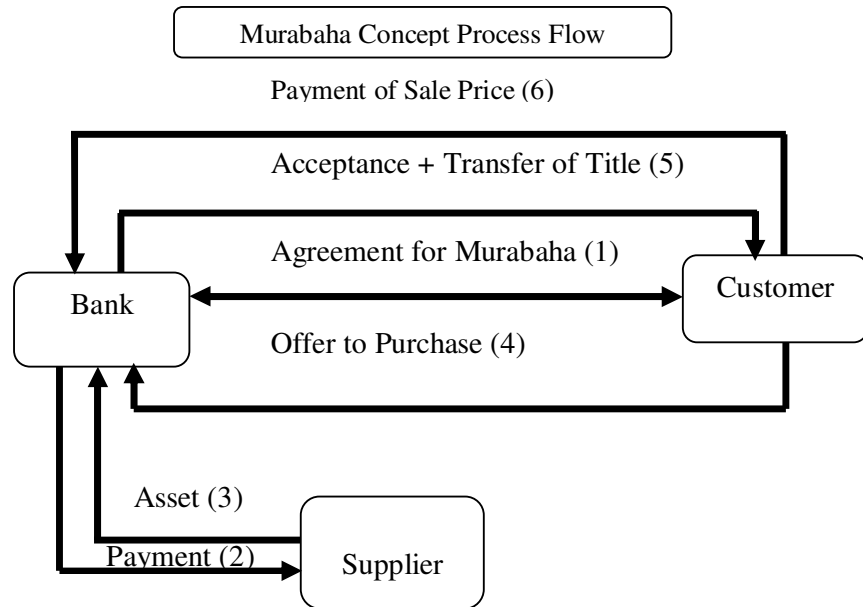 Murabaha Concept Process Flow
Payment of Sale Price (6)
Acceptance + Transfer of Title (5)
Agreement for Murabaha (1)
Bank
Customer
Offer to Purchase (4)
Asset (3)
Payment (2)
Supplier